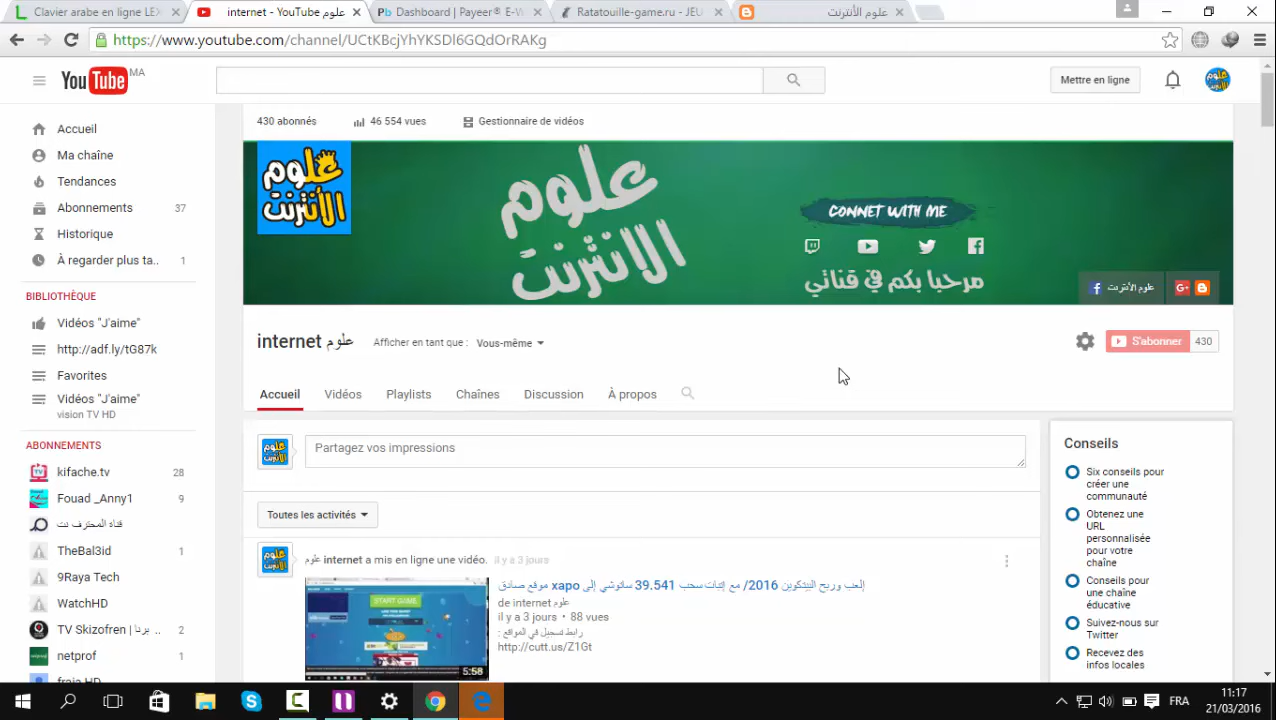 Clavier arabe en ligne LEX
internet - YouTube علوم
Dashboard | Payeer® E-W
Ratatouille-game.ru - JEU
علوم الأنترنت
https://www.youtube.com/channel/UCtKBcjYhYKSDl6GQdOrRAKg
YouTube MA
Mettre en ligne
Accueil
Ma chaîne
Tendances
Abonnements 37
Historique
À regarder plus ta.. 1
BIBLIOTHÈQUE
Vidéos "J'aime"
http://adf.ly/tG87k
Favorites
Vidéos "J'aime"
vision TV HD
ABONNEMENTS
kifache.tv 28
Fouad _Anny1 9
قناة المحترف نت
TheBal3id 1
9Raya Tech
WatchHD
TV Skizofren | برنا .. 2
netprof 1
430 abonnés
46 554 vues
Gestionnaire de vidéos
علوم
الأنترنت
علوم
الانترنت
CONNET WITH ME
مرحبا بكم في قناتي
علوم الأنترنت
internet علوم
Afficher en tant que : Vous-même
S'abonner 430
Accueil Vidéos Playlists Chaînes Discussion À propos
Partagez vos impressions
Toutes les activités
علوم internet a mis en ligne une vidéo. il y a 3 jours
إلعب وربح البيتكوين 2016/ مع إتبات سحب 39.541 ساتوشي إلى xapo موقع صادق
de internet علوم
il y a 3 jours • 88 vues
رابط تسجيل في المواقع :
http://cutt.us/Z1Gt
START GAME
5:58
Conseils
Six conseils pour
créer une
communauté
Obtenez une
URL
personnalisée
pour votre
chaîne
Conseils pour
une chaîne
éducative
Suivez-nous sur
Twitter
Recevez des
infos locales
FRA
11:17
21/03/2016